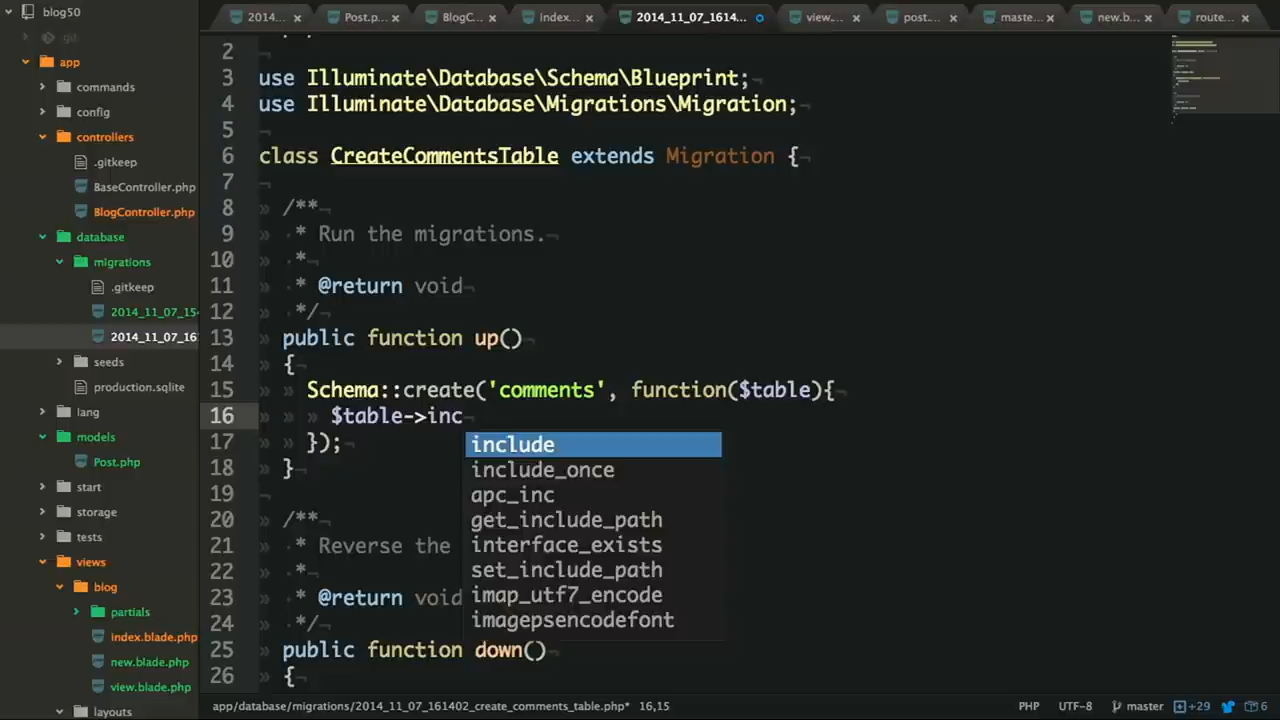 blog50
.git
app
commands
config
controllers
.gitkeep
BaseController.php
BlogController.php
database
migrations
.gitkeep
2014_11_07_154
2014_11_07_161
seeds
production.sqlite
lang
models
Post.php
start
storage
tests
views
blog
partials
index.blade.php
new.blade.php
view.blade.php
layouts
2014... × Post.p... × BlogC... × index... × 2014_11_07_1614... view... × post... × maste... × new.b... × route... ×
2
3 use Illuminate\Database\Schema\Blueprint;
4 use Illuminate\Database\Migrations\Migration;
5
6 class CreateCommentsTable extends Migration {
7
8 /**
9 * Run the migrations.
10 *
11 * @return void
12 */
13 public function up()
14 {
15 Schema::create('comments', function($table){
16 $table->inc
17 });
18 }
19
20 /**
21 * Reverse the
22 *
23 * @return void
24 */
25 public function down()
26 {
include
include_once
apc_inc
get_include_path
interface_exists
set_include_path
imap_utf7_encode
imagepsencodefont
app/database/migrations/2014_11_07_161402_create_comments_table.php* 16,15 PHP UTF-8 master +29 6